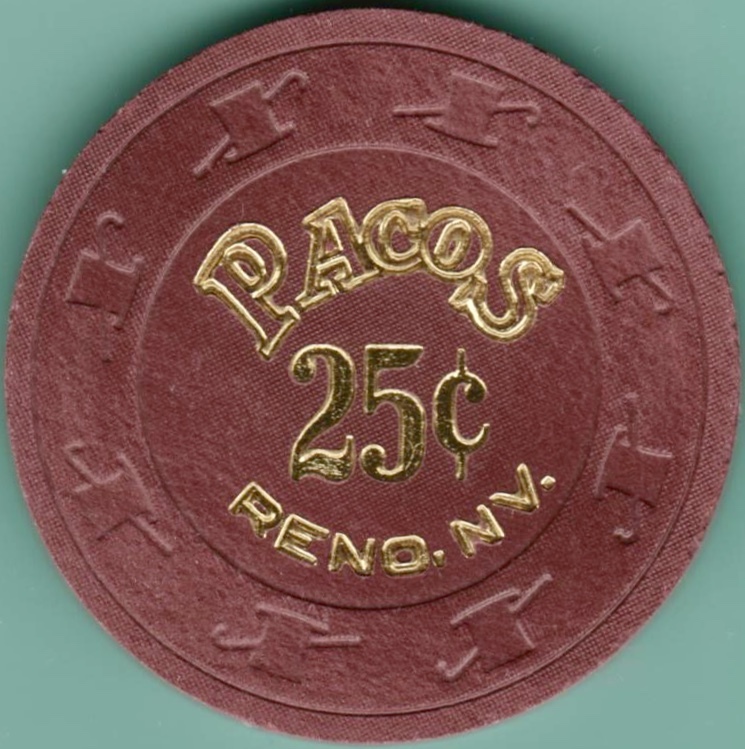 PACOS
25¢
RENO, NV.